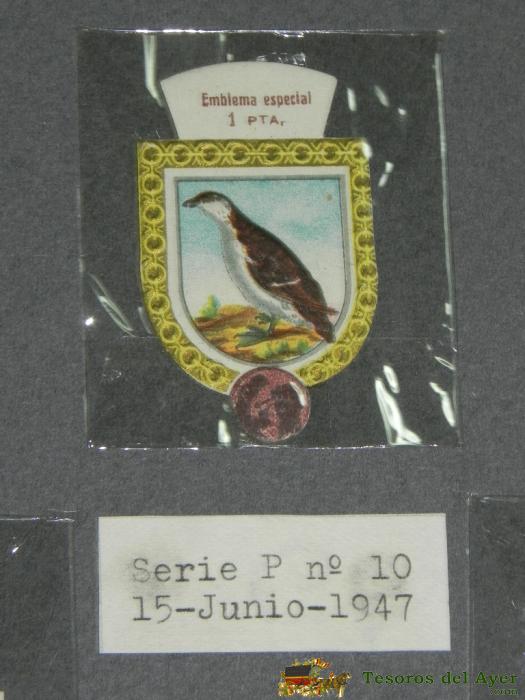 Emblema especial
1 PTA.
Serie P nº 10
15-Junio-1947
Tesoros del Ayer